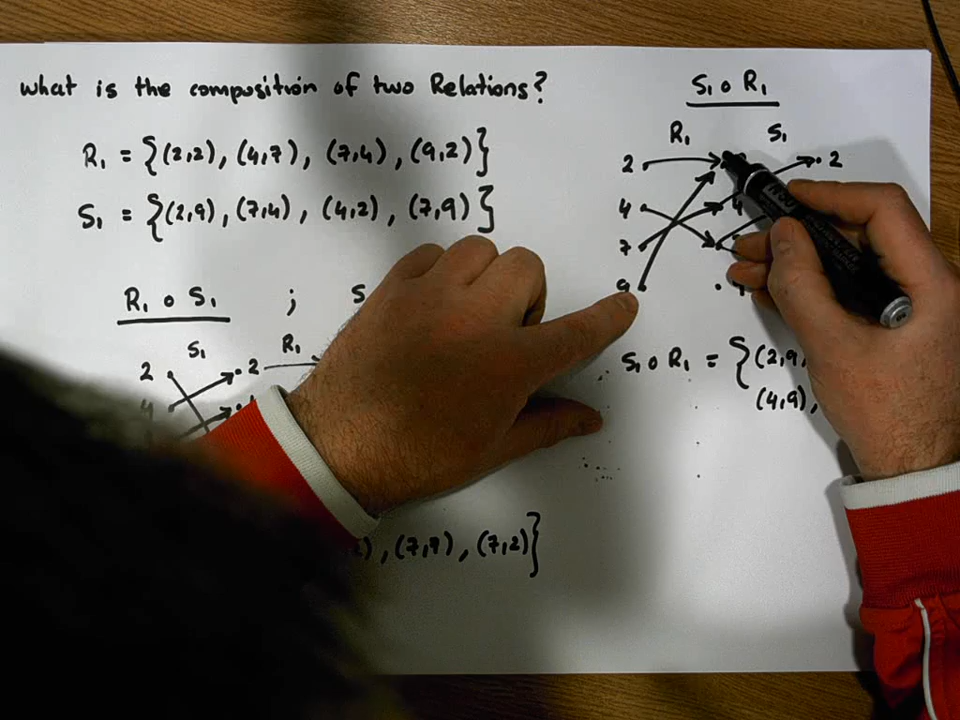 what is the composition of two Relations?
R₁ = {(2,2), (4,7), (7,4), (9,2)}
S₁ = {(2,9), (7,4), (4,2), (7,9)}
R₁ ∘ S₁ ; S
S₁ R₁
2 2
4
), (7,9), (7,2)}
S₁ ∘ R₁
R₁ S₁
2 2
4 4
7
9
S₁ ∘ R₁ = {(2,9),
(4,9),